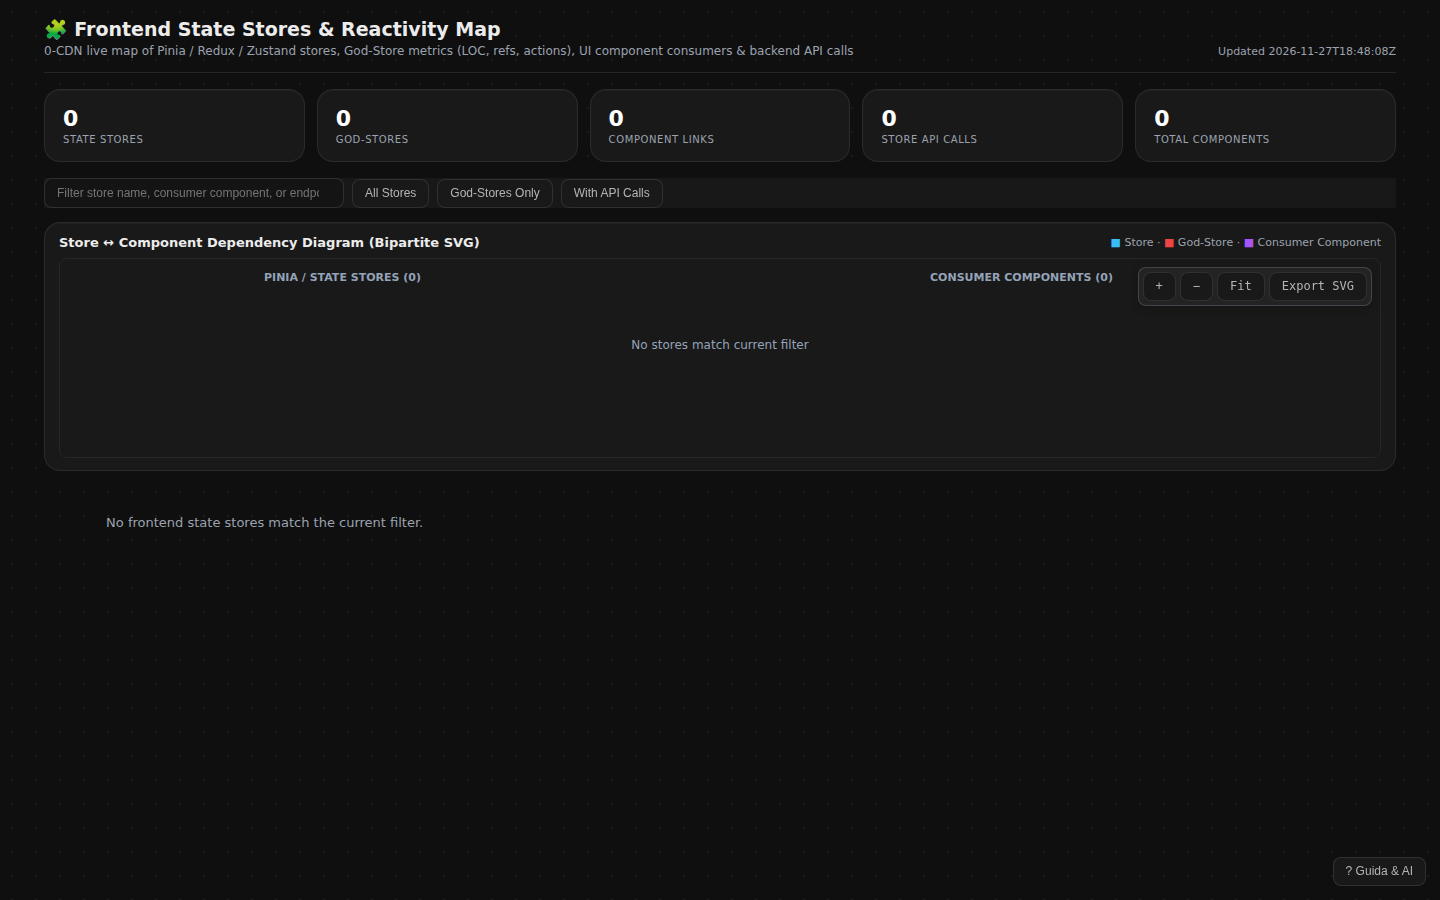 🧩 Frontend State Stores & Reactivity Map
0-CDN live map of Pinia / Redux / Zustand stores, God-Store metrics (LOC, refs, actions), UI component consumers & backend API calls
Updated 2026-11-27T18:48:08Z
0
STATE STORES
0
GOD-STORES
0
COMPONENT LINKS
0
STORE API CALLS
0
TOTAL COMPONENTS
Filter store name, consumer component, or endpo
All Stores
God-Stores Only
With API Calls
Store ↔ Component Dependency Diagram (Bipartite SVG)
■ Store · ■ God-Store · ■ Consumer Component
PINIA / STATE STORES (0)
CONSUMER COMPONENTS (0)
+
−
Fit
Export SVG
No stores match current filter
No frontend state stores match the current filter.
? Guida & AI